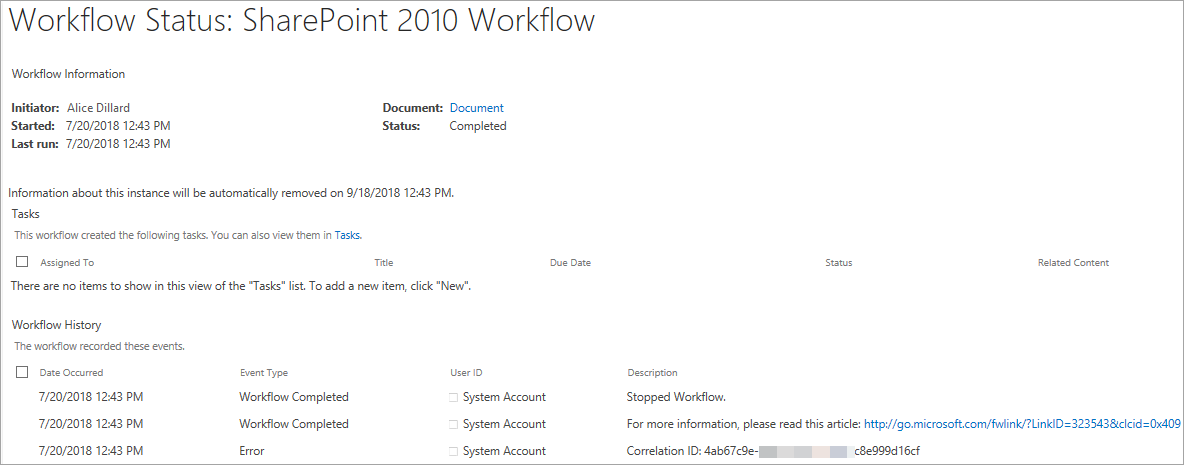 Workflow Status: SharePoint 2010 Workflow
Workflow Information
Initiator: Alice Dillard Document: Document
Started: 7/20/2018 12:43 PM Status: Completed
Last run: 7/20/2018 12:43 PM
Information about this instance will be automatically removed on 9/18/2018 12:43 PM.
Tasks
This workflow created the following tasks. You can also view them in Tasks.
Assigned To Title Due Date Status Related Content
There are no items to show in this view of the "Tasks" list. To add a new item, click "New".
Workflow History
The workflow recorded these events.
Date Occurred Event Type User ID Description
7/20/2018 12:43 PM Workflow Completed System Account Stopped Workflow.
7/20/2018 12:43 PM Workflow Completed System Account For more information, please read this article: http://go.microsoft.com/fwlink/?LinkID=323543&clcid=0x409
7/20/2018 12:43 PM Error System Account Correlation ID: 4ab67c9e- c8e999d16cf